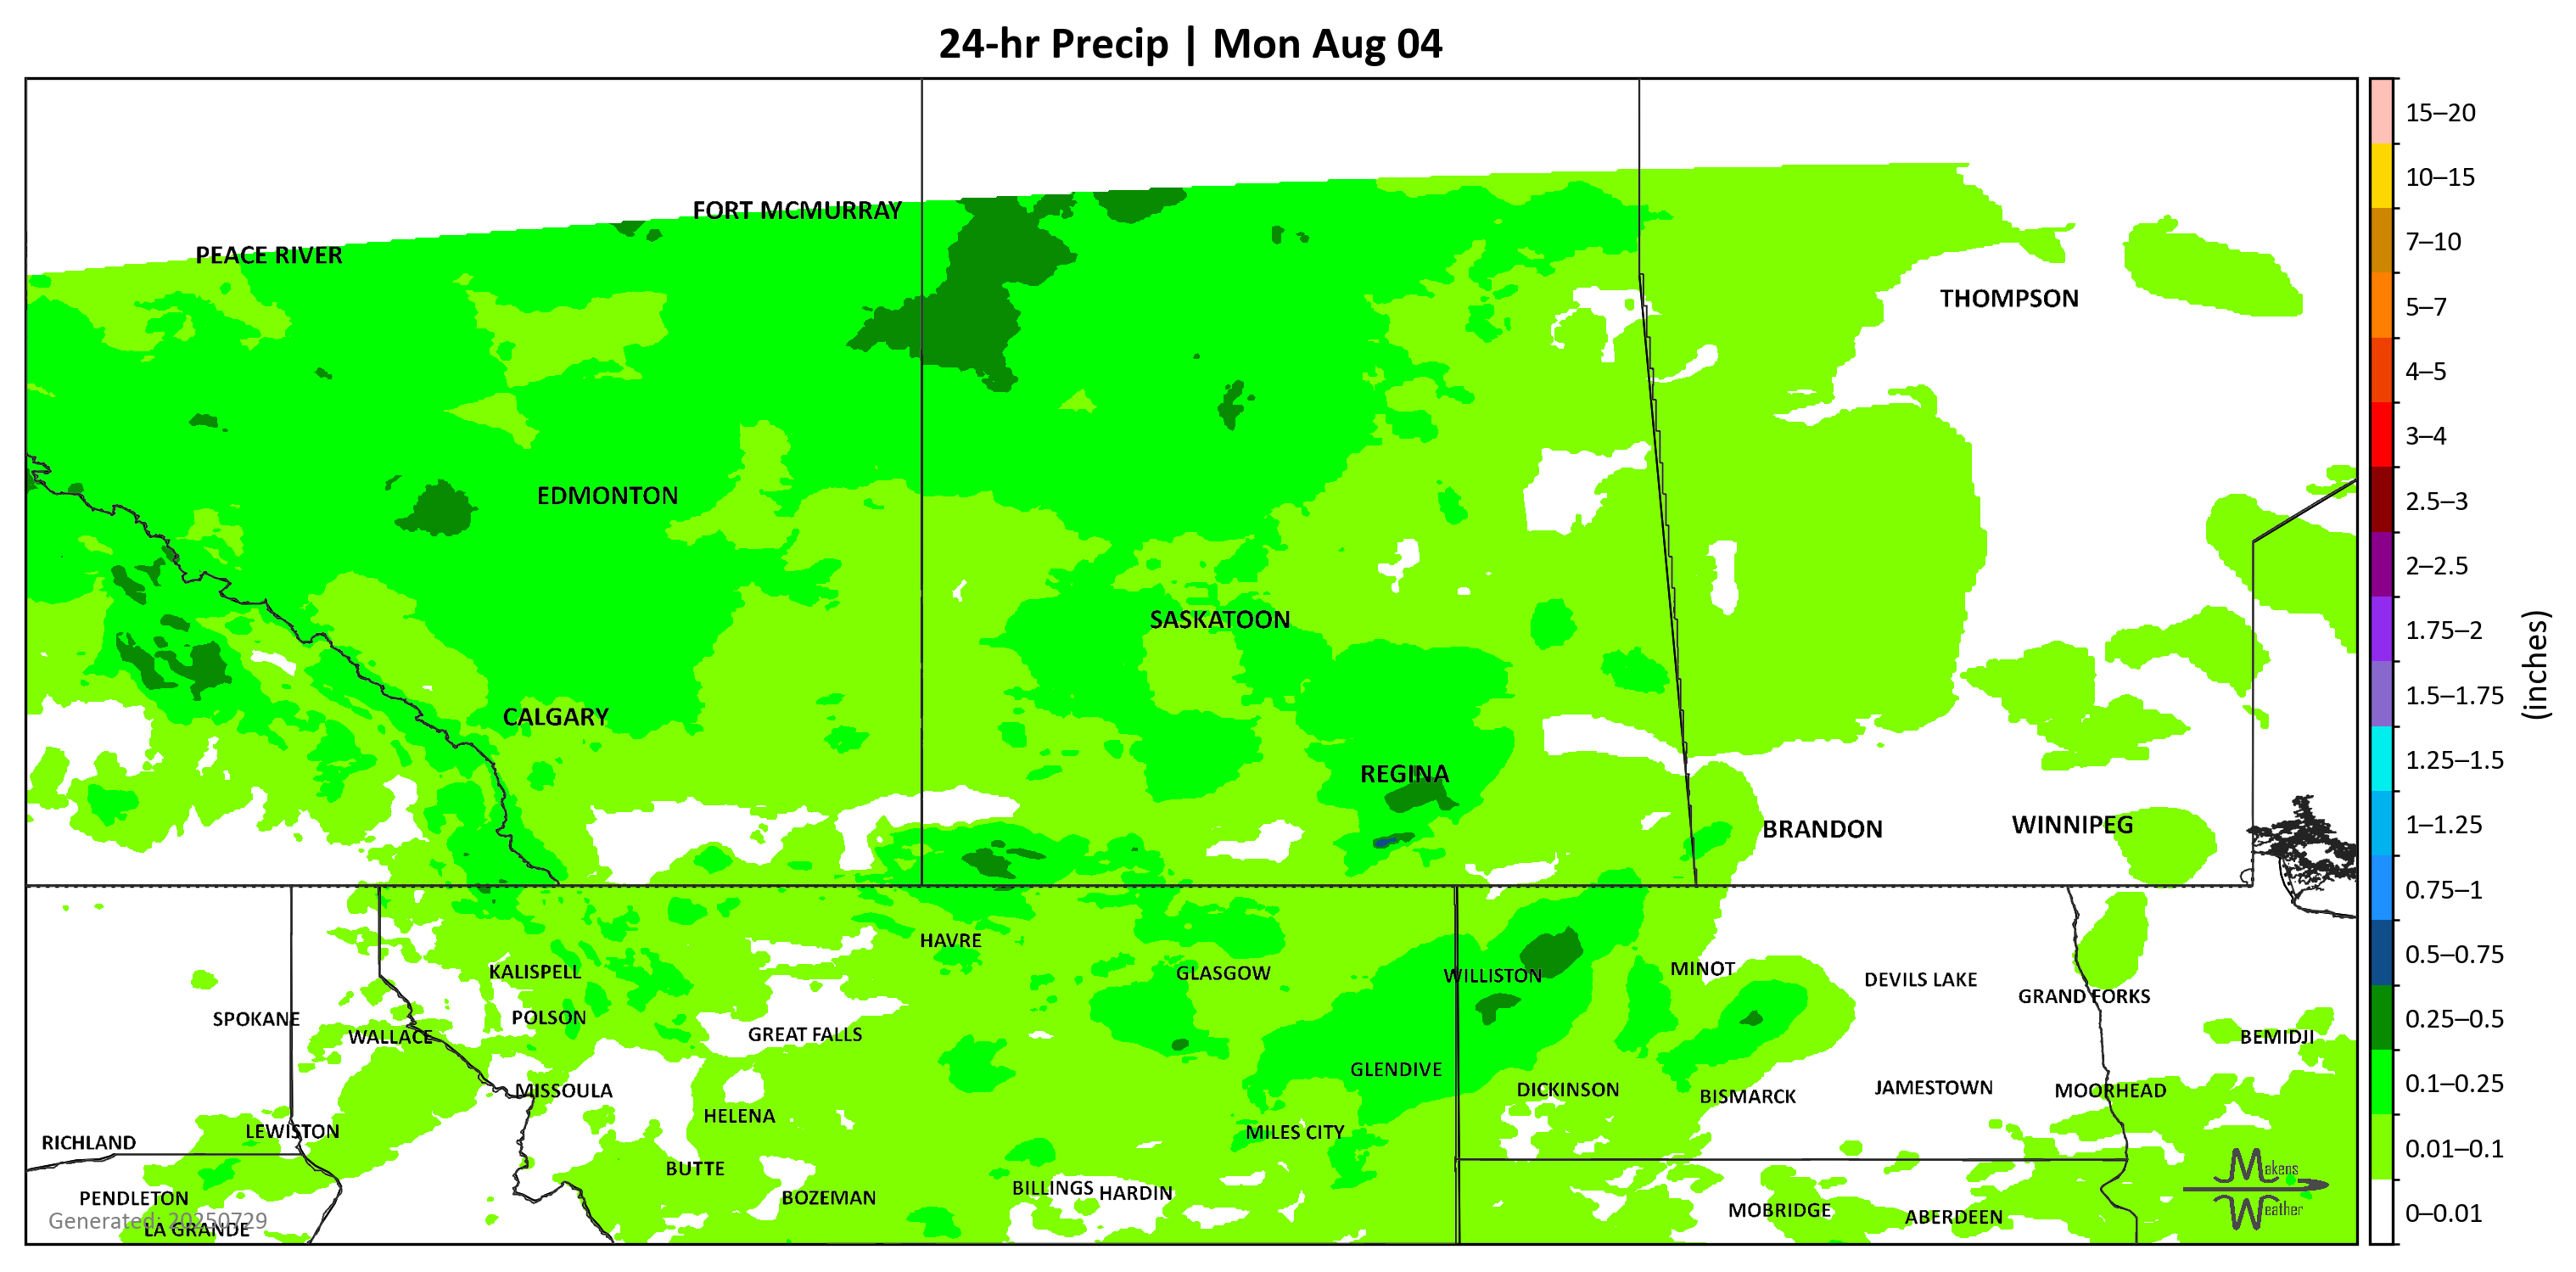 24-hr Precip | Mon Aug 04
FORT MCMURRAY
PEACE RIVER
THOMPSON
EDMONTON
SASKATOON
CALGARY
REGINA
BRANDON
WINNIPEG
HAVRE
KALISPELL
GLASGOW
WILLISTON
MINOT
DEVILS LAKE
GRAND FORKS
SPOKANE
POLSON
WALLACE
GREAT FALLS
BEMIDJI
GLENDIVE
MISSOULA
DICKINSON
BISMARCK
JAMESTOWN
MOORHEAD
HELENA
LEWISTON
MILES CITY
RICHLAND
BUTTE
BILLINGS
HARDIN
PENDLETON
BOZEMAN
MOBRIDGE
ABERDEEN
Generated: 20250729
LA GRANDE
Makens
Weather
15–20
10–15
7–10
5–7
4–5
3–4
2.5–3
2–2.5
1.75–2
1.5–1.75
1.25–1.5
1–1.25
0.75–1
0.5–0.75
0.25–0.5
0.1–0.25
0.01–0.1
0–0.01
(inches)